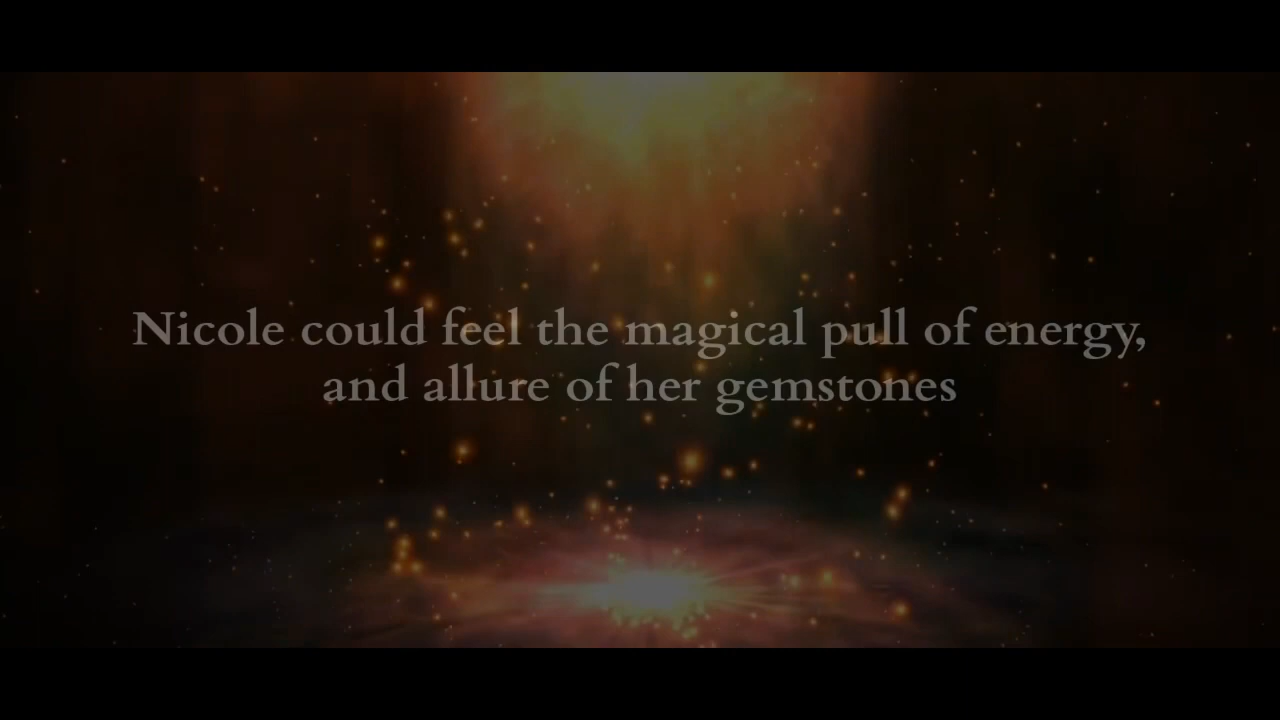 Nicole could feel the magical pull of energy,
and allure of her gemstones